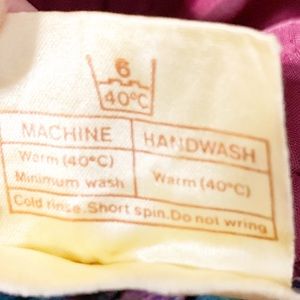 6
40°C
MACHINE HANDWASH
Warm (40°C)
Minimum wash Warm (40°C)
Cold rinse.Short spin.Do not wring